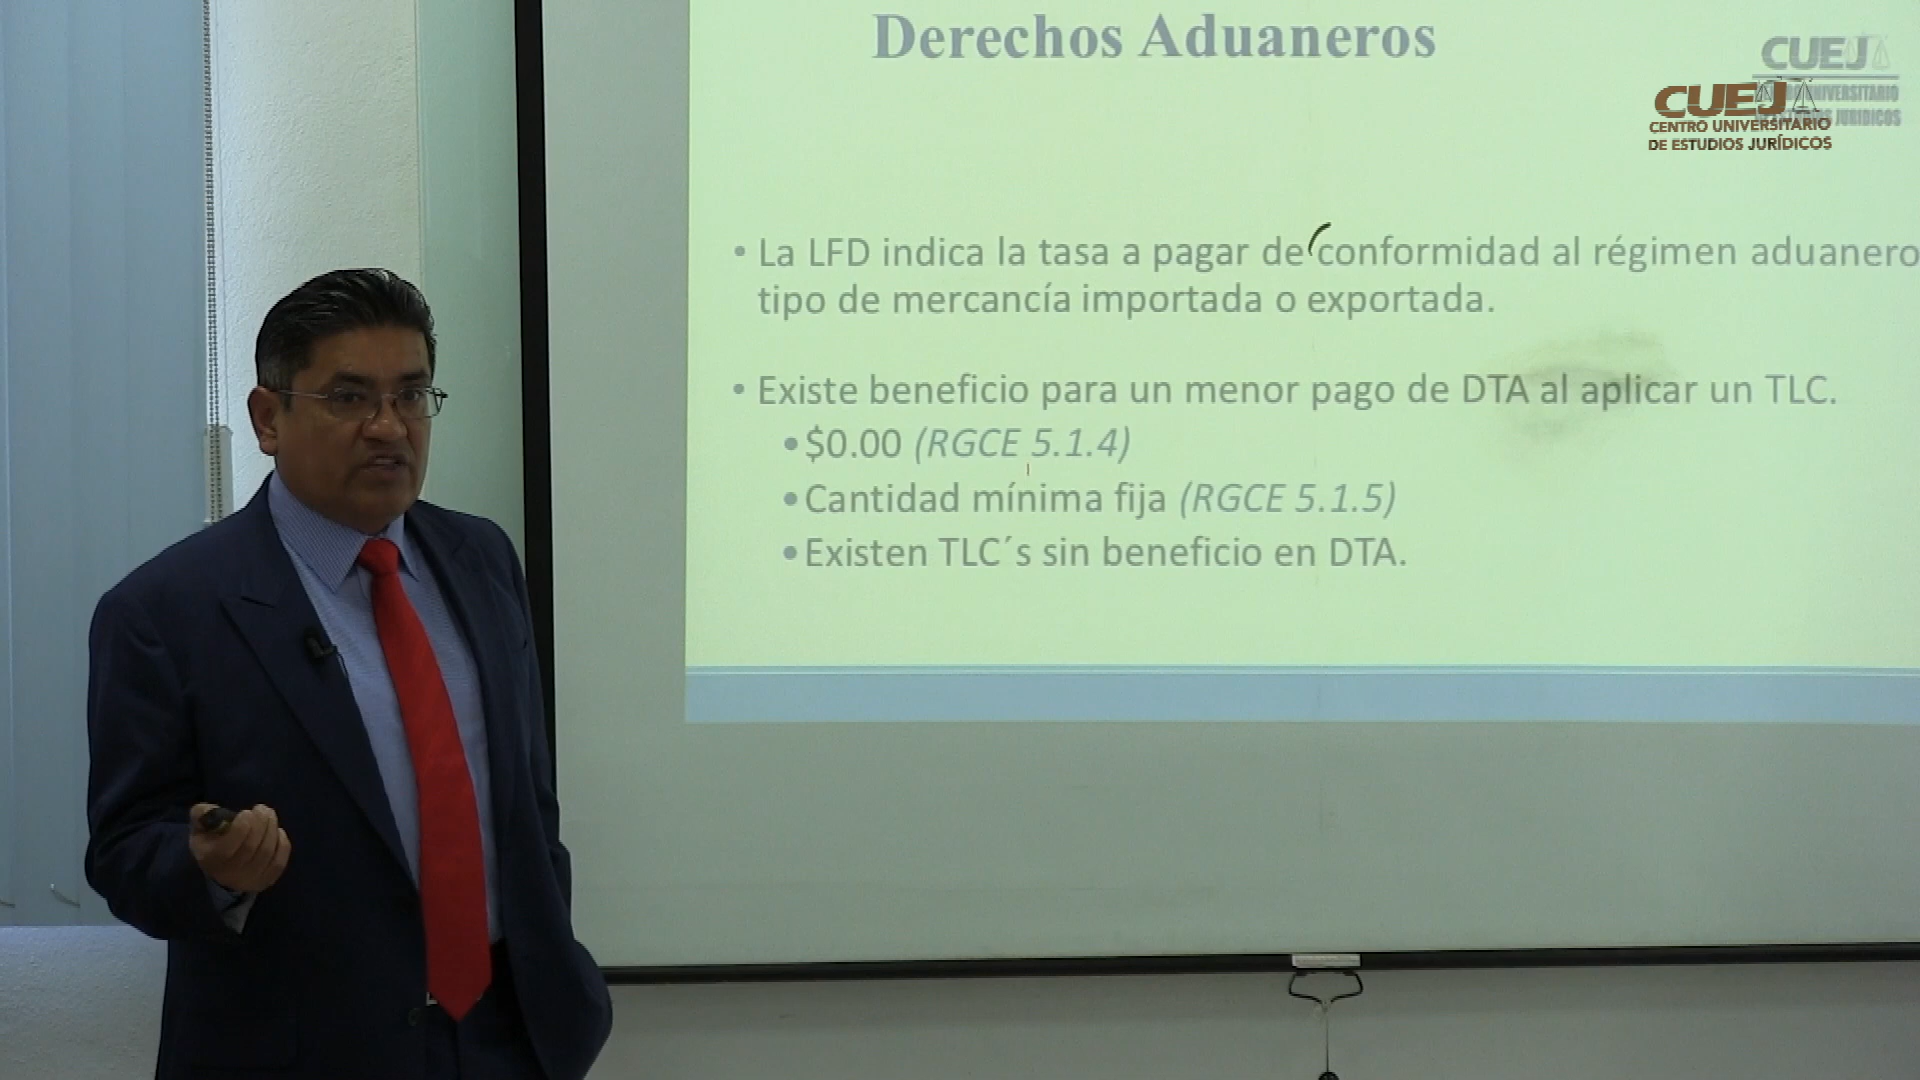 Derechos Aduaneros
CUEJ
CUEJ
CENTRO UNIVERSITARIO
DE ESTUDIOS JURÍDICOS
UNIVERSITARIO
JURIDICOS
• La LFD indica la tasa a pagar de conformidad al régimen aduanero
tipo de mercancía importada o exportada.
• Existe beneficio para un menor pago de DTA al aplicar un TLC.
• $0.00 (RGCE 5.1.4)
• Cantidad mínima fija (RGCE 5.1.5)
• Existen TLC´s sin beneficio en DTA.